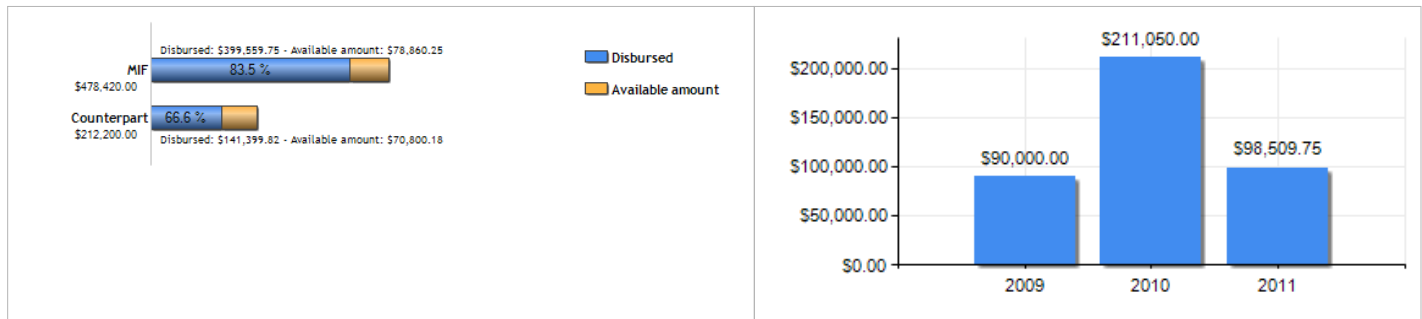 Disbursed: $399,559.75 - Available amount: $78,860.25
MIF
83.5 %
$478,420.00
Counterpart
66.6 %
$212,200.00
Disbursed: $141,399.82 - Available amount: $70,800.18
Disbursed
Available amount
$211,050.00
$200,000.00
$150,000.00
$98,509.75
$90,000.00
$100,000.00
$50,000.00
$0.00
2009 2010 2011